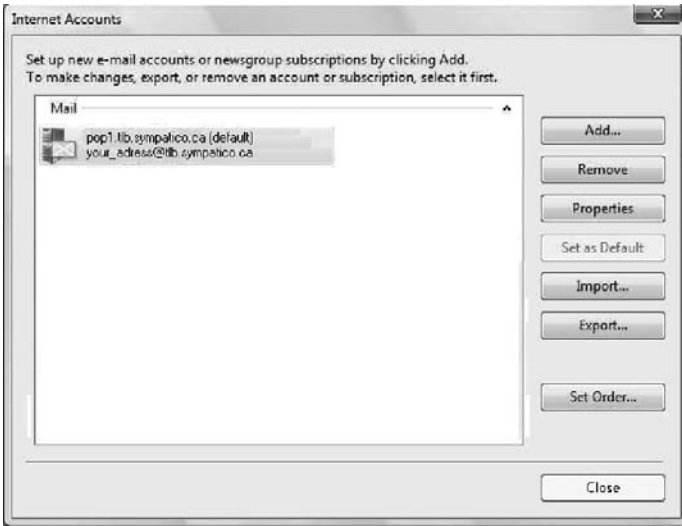 Internet Accounts
X
Set up new e-mail accounts or newsgroup subscriptions by clicking Add.
To make changes, export, or remove an account or subscription, select it first.
Mail
pop1.tlb.sympatico.ca (default)
your_adress@tlb.sympatico.ca
Add...
Remove
Properties
Set as Default
Import...
Export...
Set Order...
Close